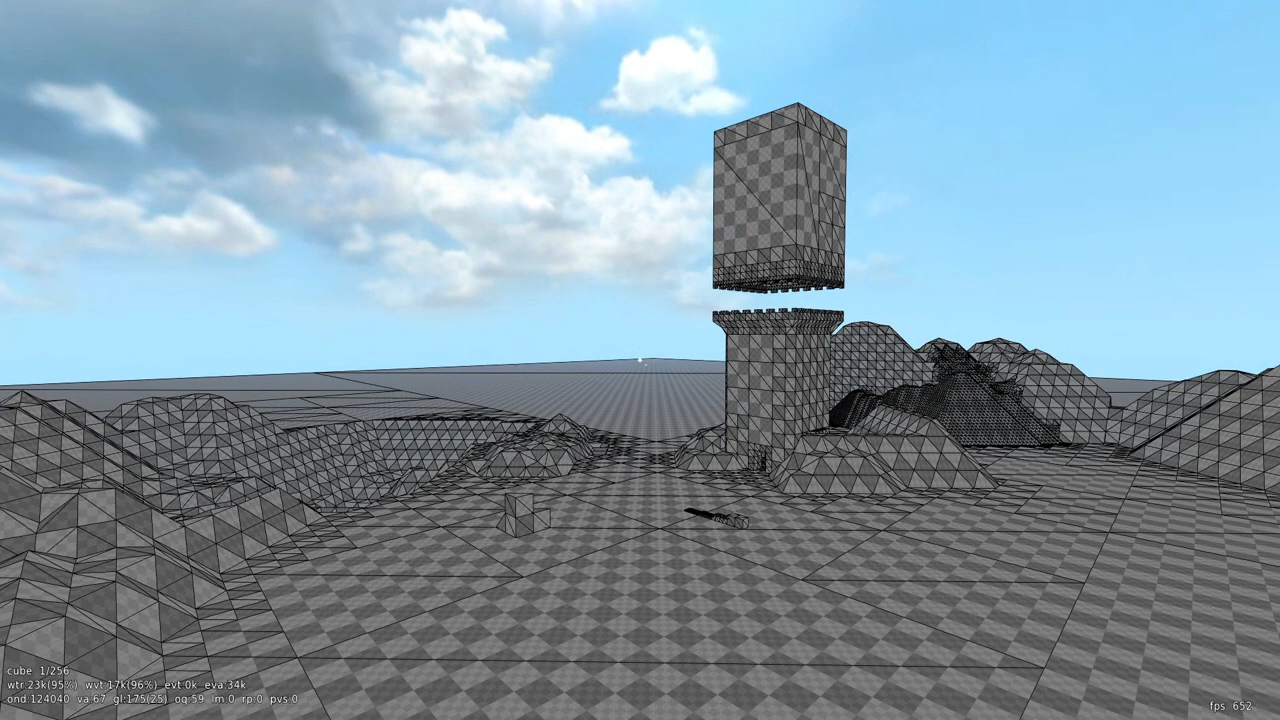 cube 1/256
wtr:23k(95%) wvt:17k(96%) evt:0k eva:34k
ond:124040 va:67 gl:175(25) oq:59 lm:0 rp:0 pvs:0
fps 652